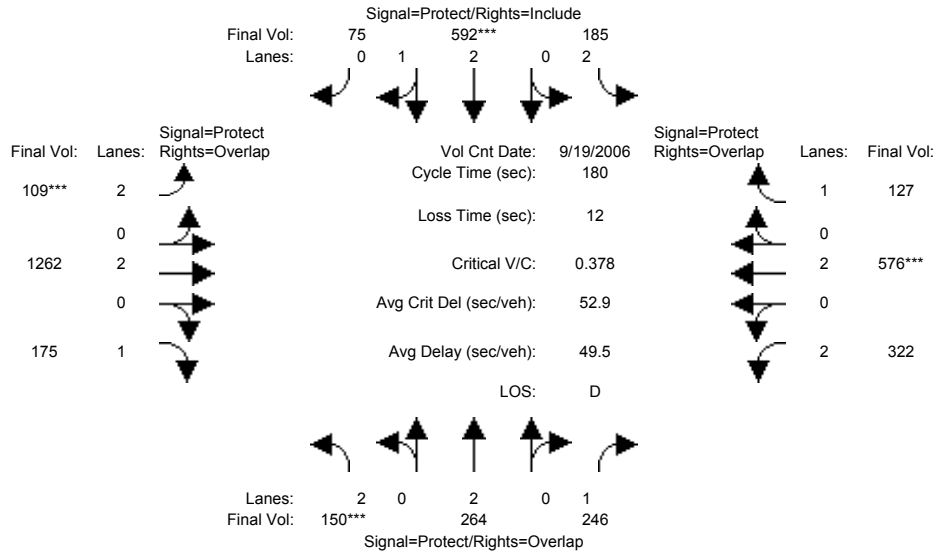 Signal=Protect/Rights=Include
Final Vol: 75 592*** 185
Lanes: 0 1 2 0 2
Signal=Protect Signal=Protect
Final Vol: Lanes: Rights=Overlap Vol Cnt Date: 9/19/2006 Rights=Overlap Lanes: Final Vol:
Cycle Time (sec): 180
109*** 2 1 127
Loss Time (sec): 12
0 0
1262 2 Critical V/C: 0.378 2 576***
0 Avg Crit Del (sec/veh): 52.9 0
175 1 Avg Delay (sec/veh): 49.5 2 322
LOS: D
Lanes: 2 0 2 0 1
Final Vol: 150*** 264 246
Signal=Protect/Rights=Overlap